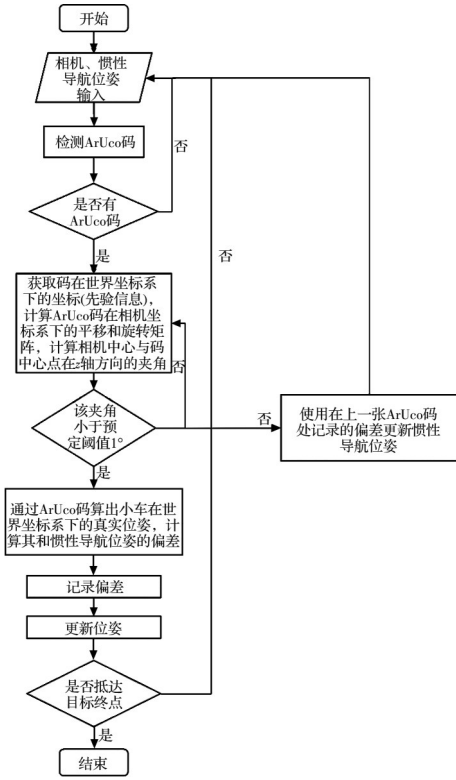 开始
相机、惯性
导航位姿
输入
检测ArUco码
否
是否有
ArUco码
是
否
获取码在世界坐标系
下的坐标(先验信息),
计算ArUco码在相机坐
标系下的平移和旋转矩
阵，计算相机中心与码
中心点在z轴方向的夹角
否
该夹角
小于预
定阈值1°
否
使用在上一张ArUco码
处记录的偏差更新惯性
导航位姿
是
通过ArUco码算出小车在世
界坐标系下的真实位姿，计
算其和惯性导航位姿的偏差
记录偏差
更新位姿
是否抵达
目标终点
是
结束